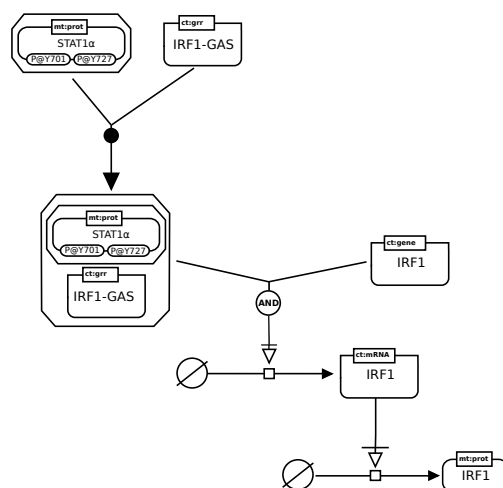 mt:prot
STAT1α
P@Y701 P@Y727
ct:grr
IRF1-GAS
mt:prot
STAT1α
P@Y701 P@Y727
ct:grr
IRF1-GAS
ct:gene
IRF1
AND
ct:mRNA
IRF1
mt:prot
IRF1